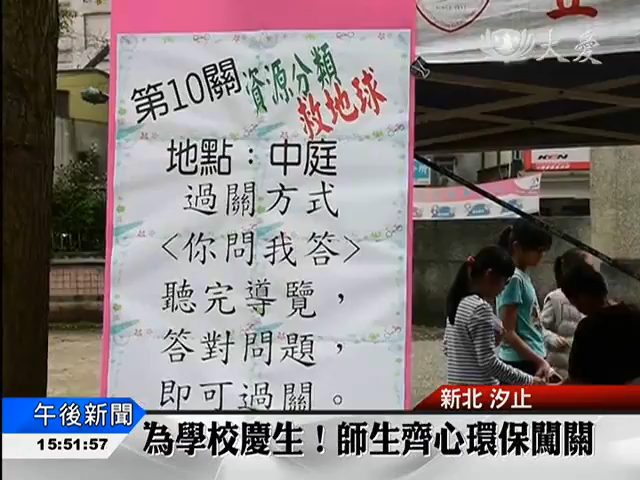 第10關 資源分類
救地球
地點：中庭
過關方式
<你問我答>
聽完導覽，
答對問題，
即可過關。
大愛
立
KEN
新北 汐止
午後新聞
15:51:57
為學校慶生！師生齊心環保闖關